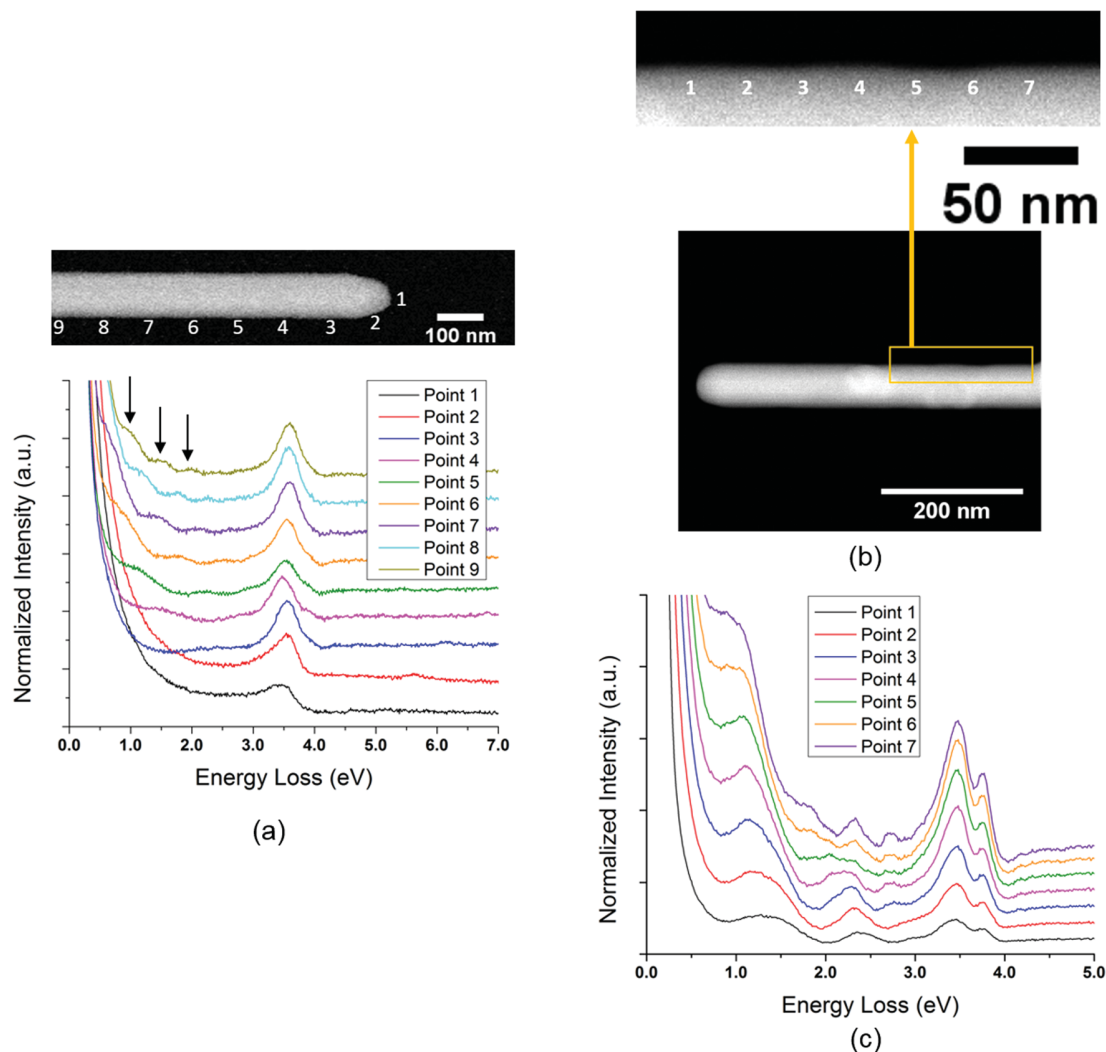 1 2 3 4 5 6 7
50 nm
200 nm
(b)
9 8 7 6 5 4 3 2 1
100 nm
Point 1
Point 2
Point 3
Point 4
Point 5
Point 6
Point 7
Point 8
Point 9
Normalized Intensity (a.u.)
0.0 1.0 2.0 3.0 4.0 5.0 6.0 7.0
Energy Loss (eV)
(a)
Point 1
Point 2
Point 3
Point 4
Point 5
Point 6
Point 7
Normalized Intensity (a.u.)
0.0 1.0 2.0 3.0 4.0 5.0
Energy Loss (eV)
(c)